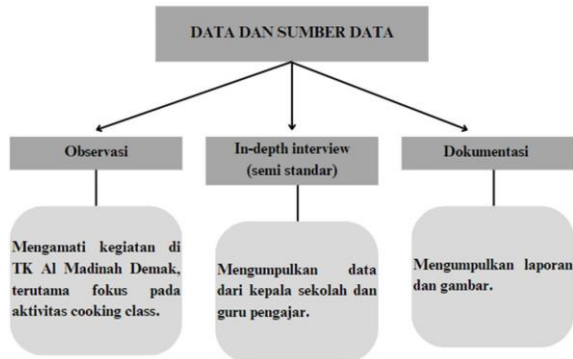 DATA DAN SUMBER DATA
Observasi
In-depth interview
(semi standar)
Dokumentasi
Mengamati kegiatan di
TK Al Madinah Demak,
terutama fokus pada
aktivitas cooking class.
Mengumpulkan data
dari kepala sekolah dan
guru pengajar.
Mengumpulkan laporan
dan gambar.